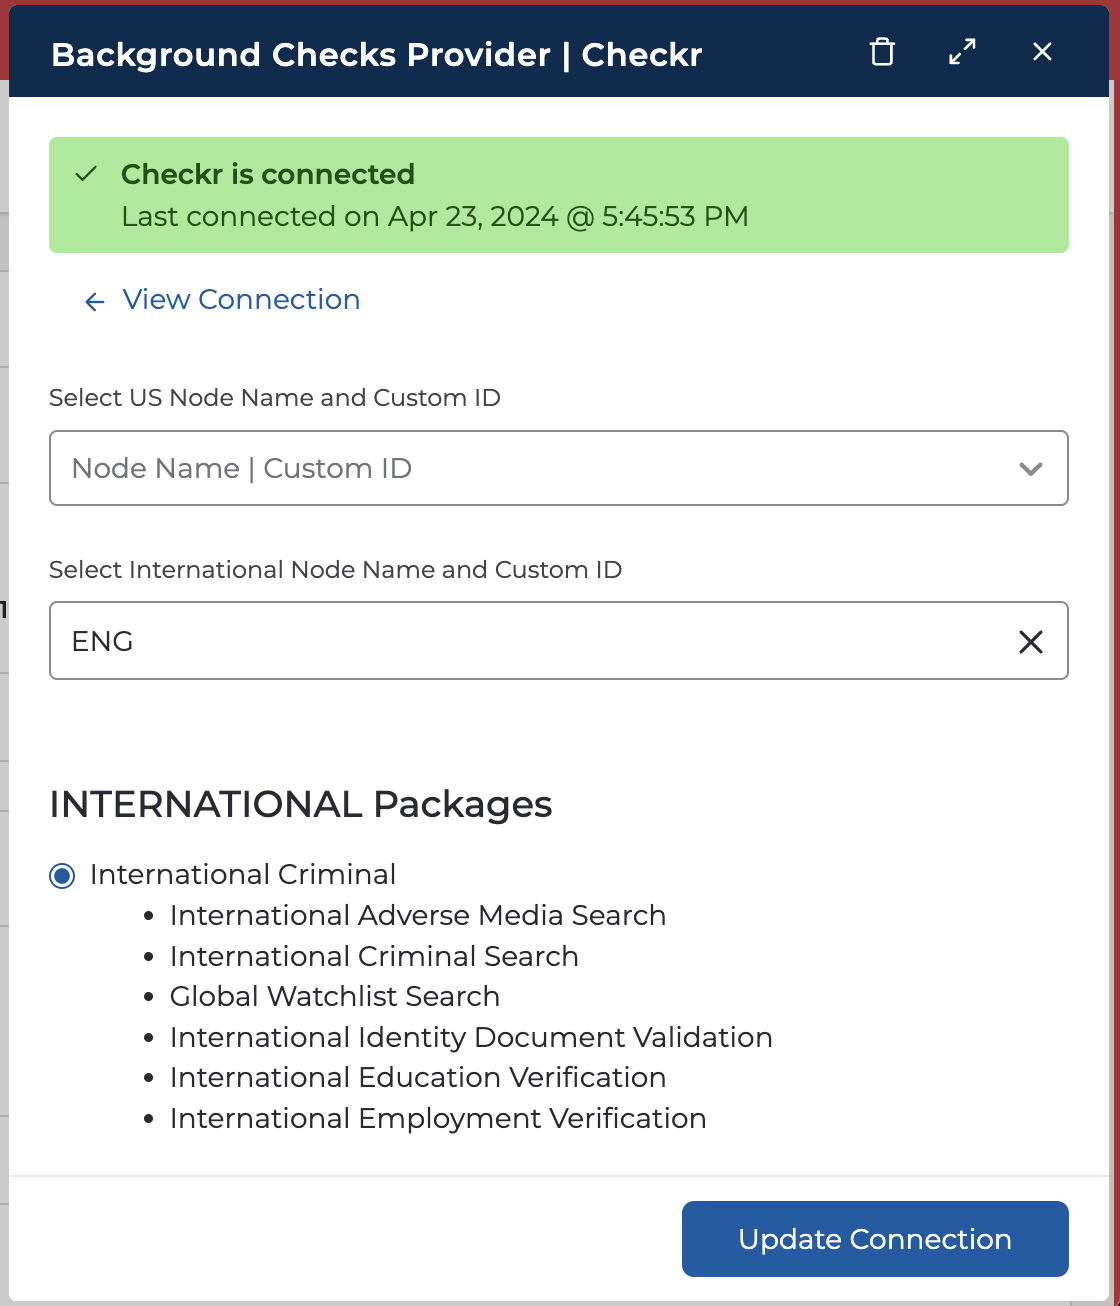 Background Checks Provider | Checkr
Checkr is connected
Last connected on Apr 23, 2024 @ 5:45:53 PM
View Connection
Select US Node Name and Custom ID
Node Name | Custom ID
Select International Node Name and Custom ID
ENG
INTERNATIONAL Packages
International Criminal
International Adverse Media Search
International Criminal Search
Global Watchlist Search
International Identity Document Validation
International Education Verification
International Employment Verification
Update Connection